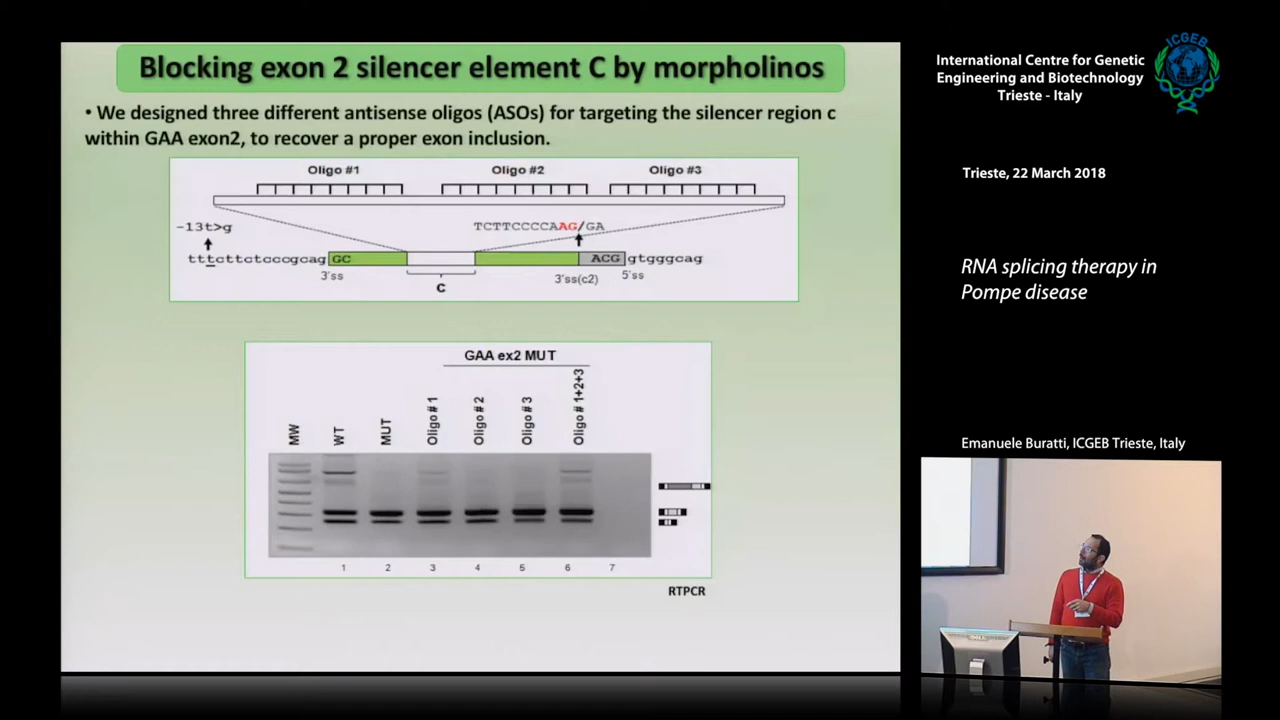 Blocking exon 2 silencer element C by morpholinos
• We designed three different antisense oligos (ASOs) for targeting the silencer region c
within GAA exon2, to recover a proper exon inclusion.
Oligo #1
Oligo #2
Oligo #3
-13t>g
TCTTCCCCAAG/GA
tttcttctcccgcag
GC
ACG
gtgggcag
3'ss
C
3'ss(c2)
5'ss
GAA ex2 MUT
MW
WT
MUT
Oligo # 1
Oligo # 2
Oligo # 3
Oligo # 1+2+3
1 2 3 4 5 6 7
RTPCR
International Centre for Genetic
Engineering and Biotechnology
Trieste - Italy
ICGEB
Trieste, 22 March 2018
RNA splicing therapy in
Pompe disease
Emanuele Buratti, ICGEB Trieste, Italy
DELL